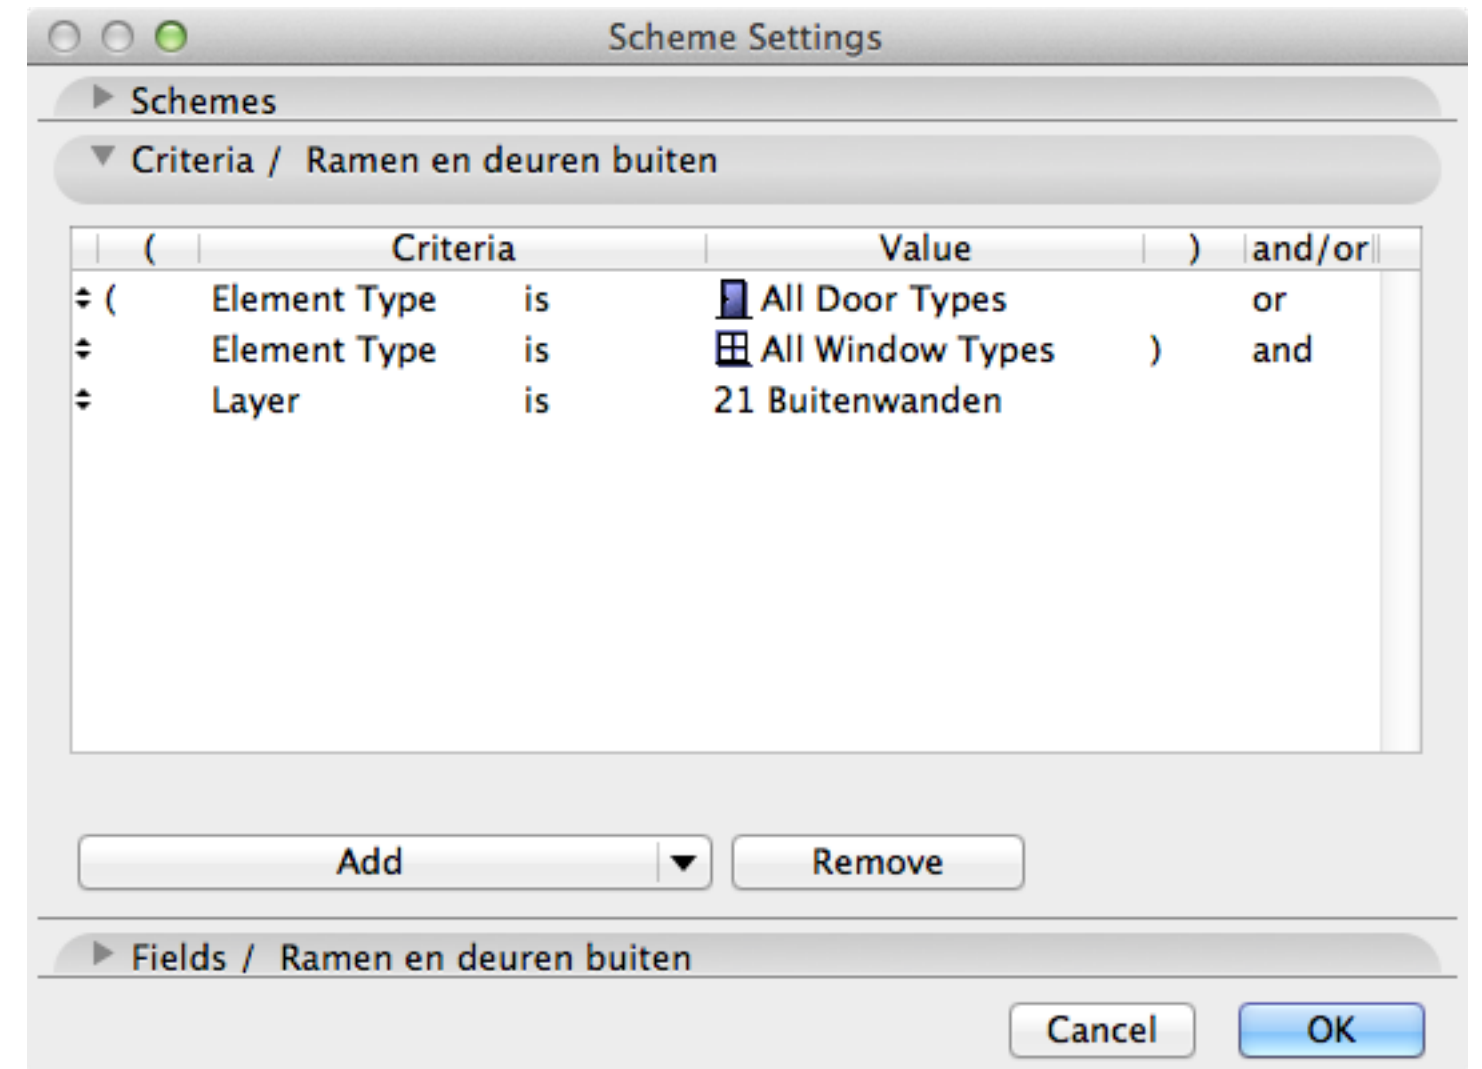 Scheme Settings
Schemes
Criteria / Ramen en deuren buiten
( Criteria Value ) and/or
( Element Type is All Door Types or
Element Type is All Window Types ) and
Layer is 21 Buitenwanden
Add Remove
Fields / Ramen en deuren buiten
Cancel OK